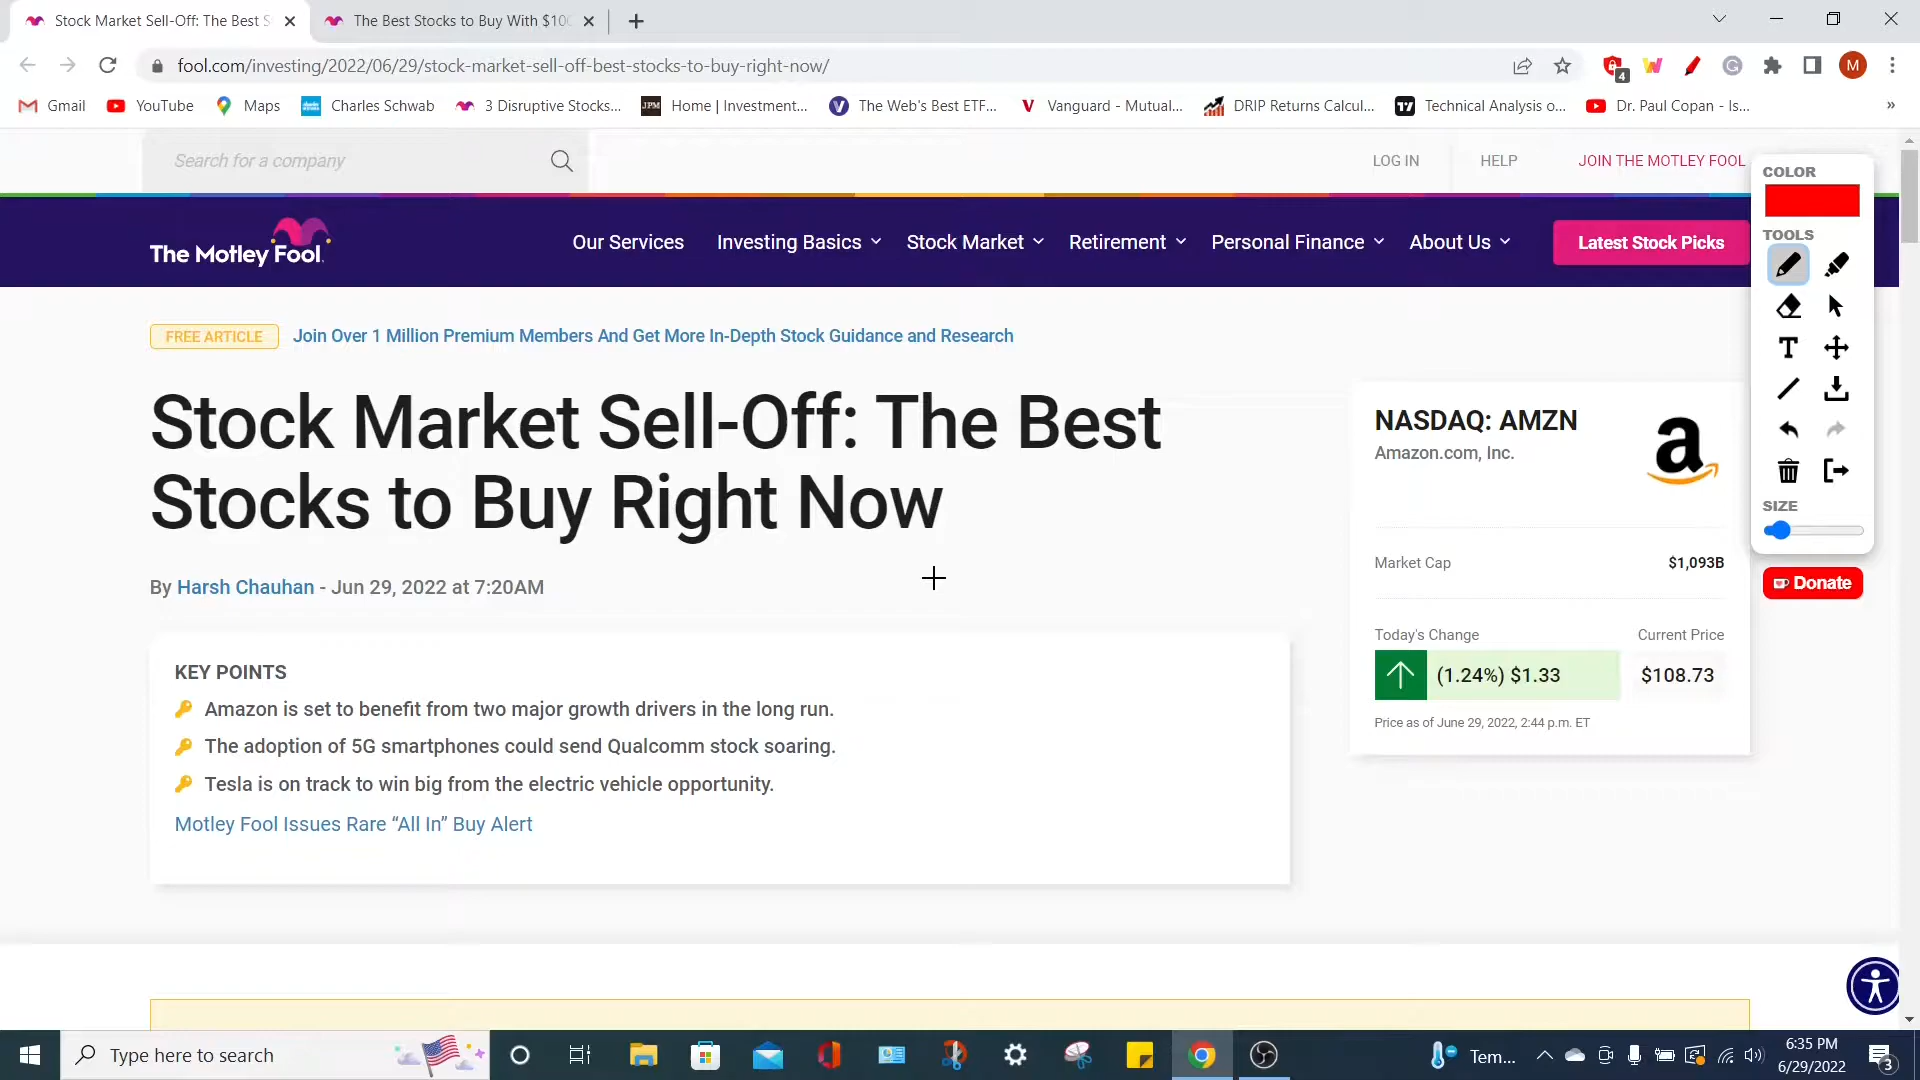 Stock Market Sell-Off: The Best S
The Best Stocks to Buy With $100
fool.com/investing/2022/06/29/stock-market-sell-off-best-stocks-to-buy-right-now/
4
M
Gmail
YouTube
Maps
Charles Schwab
3 Disruptive Stocks...
JPM
Home | Investment...
The Web's Best ETF...
Vanguard - Mutual...
DRIP Returns Calcul...
Technical Analysis o...
Dr. Paul Copan - Is...
»
Search for a company
LOG IN
HELP
JOIN THE MOTLEY FOOL
The Motley Fool.
Our Services
Investing Basics
Stock Market
Retirement
Personal Finance
About Us
Latest Stock Picks
COLOR
TOOLS
SIZE
Donate
FREE ARTICLE
Join Over 1 Million Premium Members And Get More In-Depth Stock Guidance and Research
Stock Market Sell-Off: The Best
Stocks to Buy Right Now
By Harsh Chauhan - Jun 29, 2022 at 7:20AM
KEY POINTS
Amazon is set to benefit from two major growth drivers in the long run.
The adoption of 5G smartphones could send Qualcomm stock soaring.
Tesla is on track to win big from the electric vehicle opportunity.
Motley Fool Issues Rare “All In” Buy Alert
NASDAQ: AMZN
Amazon.com, Inc.
a
Market Cap
$1,093B
Today's Change
Current Price
(1.24%) $1.33
$108.73
Price as of June 29, 2022, 2:44 p.m. ET
Type here to search
Tem...
6:35 PM
6/29/2022
3